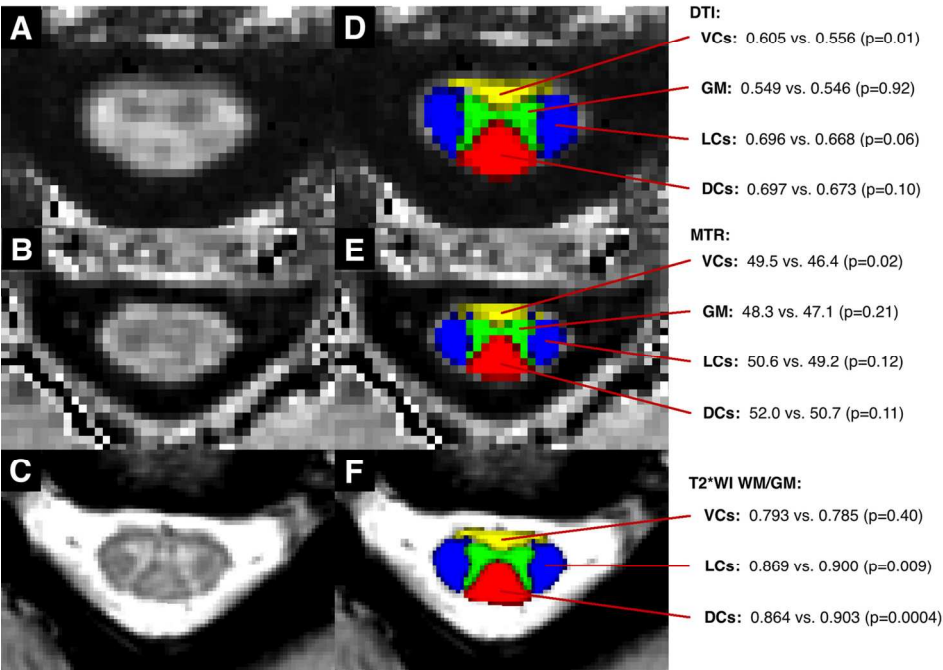 A
D
DTI:
VCs: 0.605 vs. 0.556 (p=0.01)
GM: 0.549 vs. 0.546 (p=0.92)
LCs: 0.696 vs. 0.668 (p=0.06)
DCs: 0.697 vs. 0.673 (p=0.10)
B
E
MTR:
VCs: 49.5 vs. 46.4 (p=0.02)
GM: 48.3 vs. 47.1 (p=0.21)
LCs: 50.6 vs. 49.2 (p=0.12)
DCs: 52.0 vs. 50.7 (p=0.11)
C
F
T2*WI WM/GM:
VCs: 0.793 vs. 0.785 (p=0.40)
LCs: 0.869 vs. 0.900 (p=0.009)
DCs: 0.864 vs. 0.903 (p=0.0004)